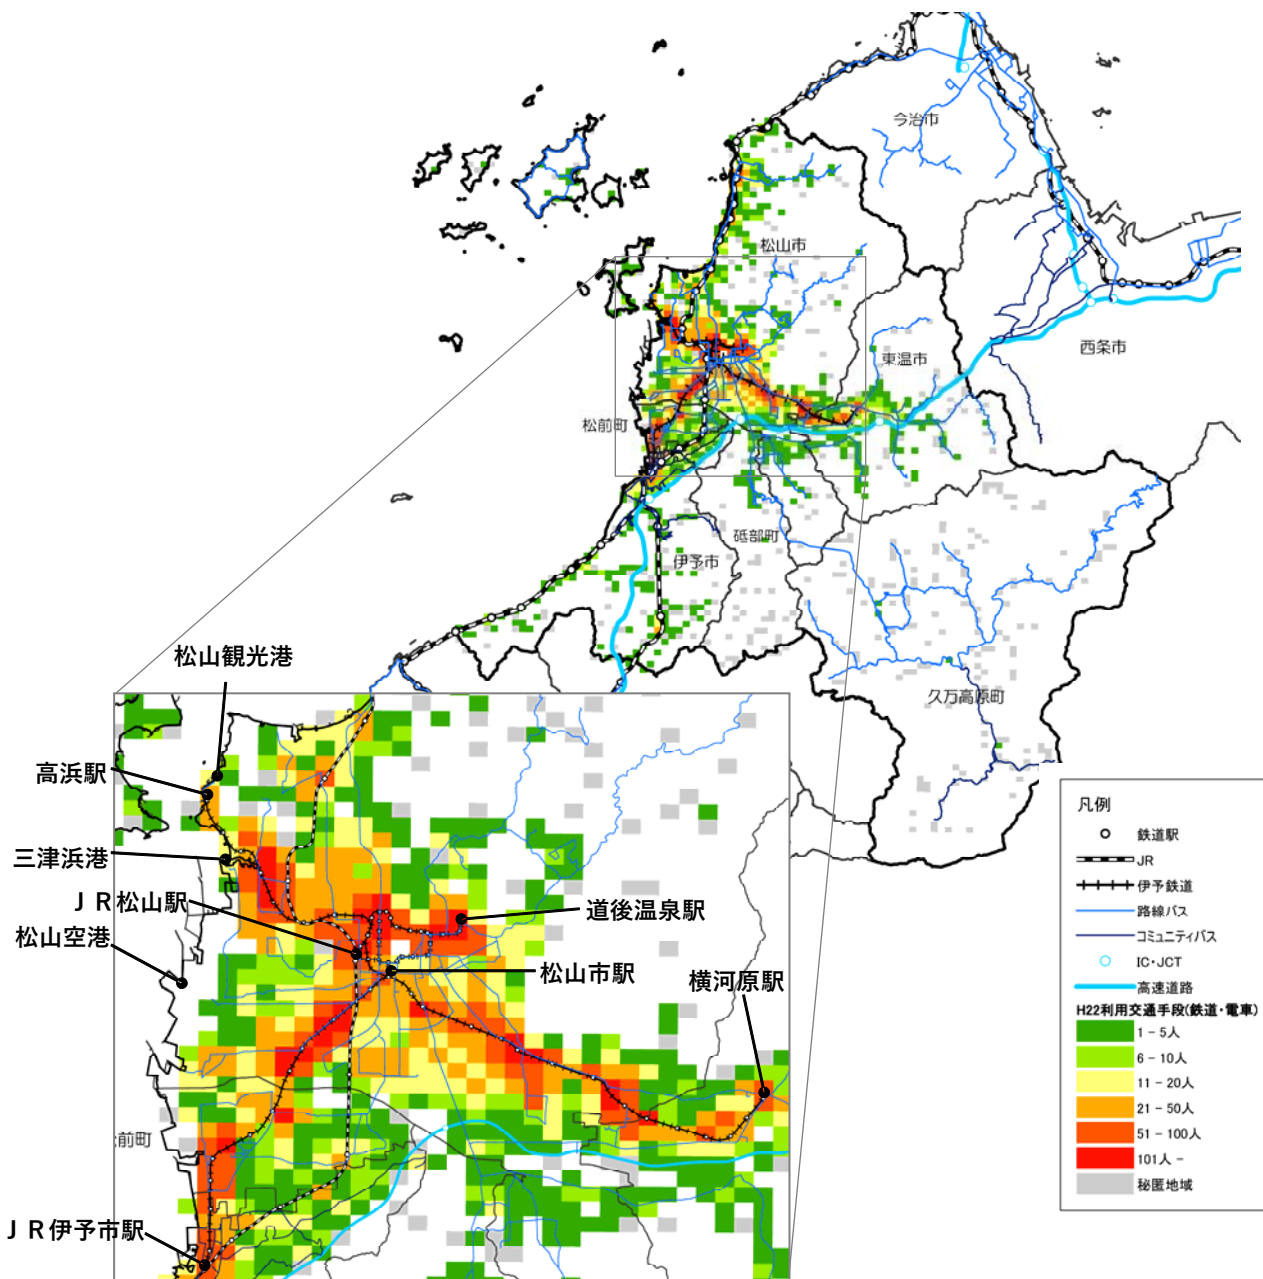 今治市
松山市
西条市
東温市
松前町
砥部町
伊予市
久万高原町
松山観光港
高浜駅
三津浜港
JR松山駅
松山空港
道後温泉駅
松山市駅
横河原駅
前町
JR伊予市駅
凡例
鉄道駅
JR
伊予鉄道
路線バス
コミュニティバス
IC・JCT
高速道路
H22利用交通手段(鉄道・電車)
1 - 5人
6 - 10人
11 - 20人
21 - 50人
51 - 100人
101人 -
秘匿地域